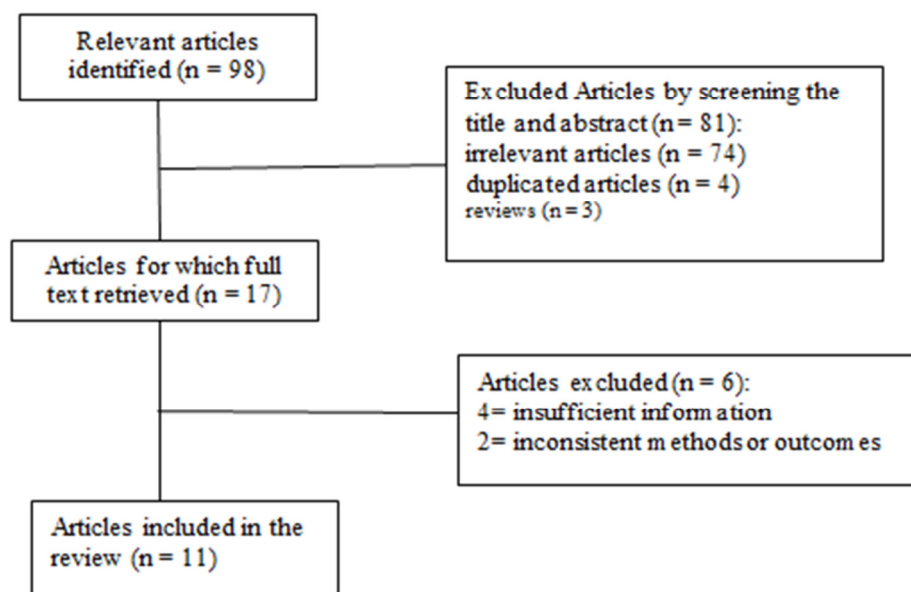 Relevant articles
identified (n = 98)
Excluded Articles by screening the
title and abstract (n = 81):
irrelevant articles (n = 74)
duplicated articles (n = 4)
reviews (n = 3)
Articles for which full
text retrieved (n = 17)
Articles excluded (n = 6):
4= insufficient information
2= inconsistent methods or outcomes
Articles included in the
review (n = 11)